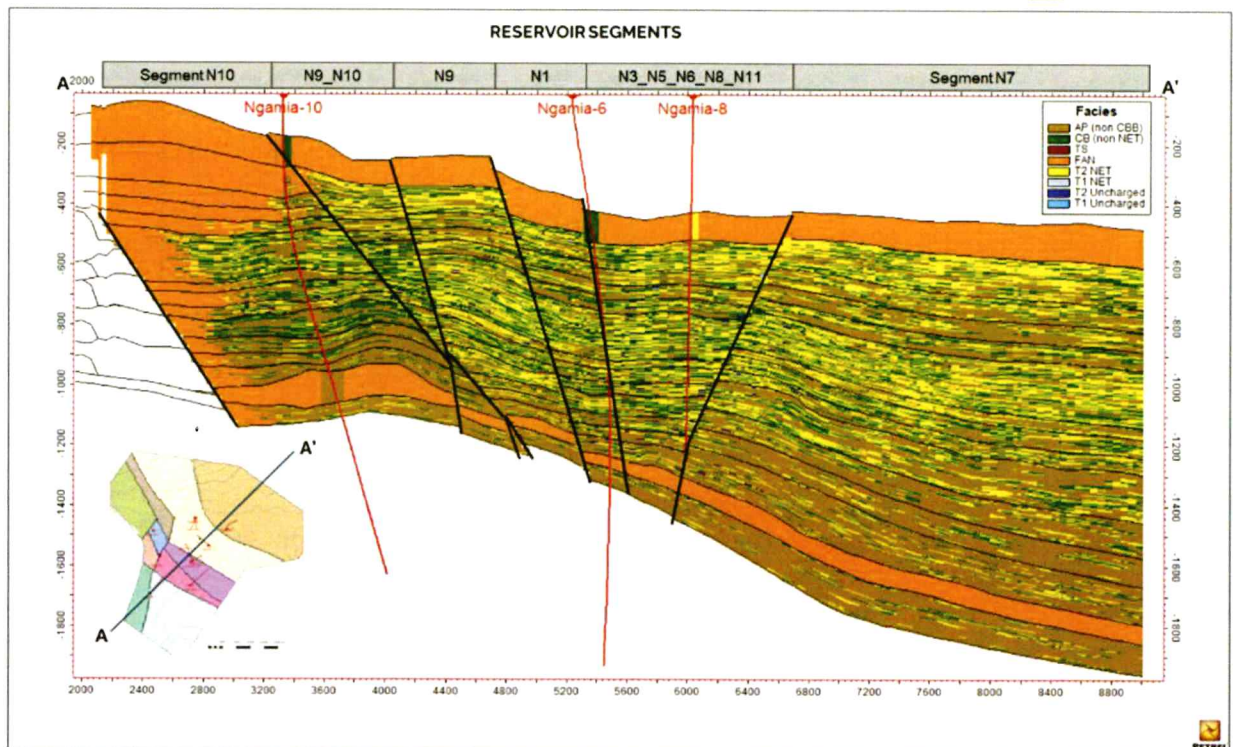 RESERVOIR SEGMENTS
Segment N10 N9_N10 N9 N1 N3_N5_N6_N8_N11 Segment N7
A 2000 A'
Ngamia-10 Ngamia-6 Ngamia-8
Facies
AP (non CBB)
CB (non NET)
TS
FAN
T2 NET
T1 NET
T2 Uncharged
T1 Uncharged
-200 -200
-400 -400
-600 -600
-800 -800
-1000 -1000
-1200 -1200
-1400 -1400
-1600 -1600
-1800 -1800
A'
A
2000 2400 2800 3200 3600 4000 4400 4800 5200 5600 6000 6400 6800 7200 7600 8000 8400 8800
PETREL